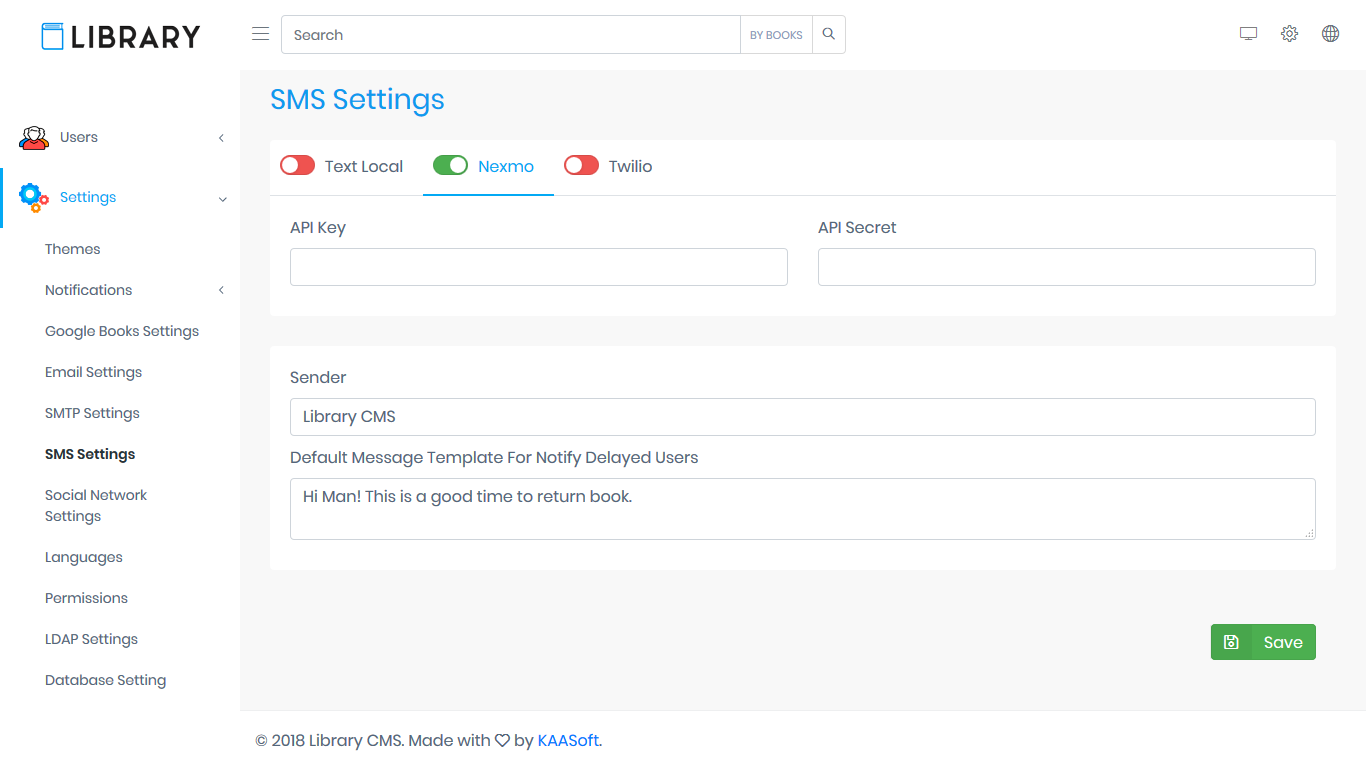 LIBRARY
Search
BY BOOKS
Users
Settings
Themes
Notifications
Google Books Settings
Email Settings
SMTP Settings
SMS Settings
Social Network
Settings
Languages
Permissions
LDAP Settings
Database Setting
SMS Settings
Text Local
Nexmo
Twilio
API Key
API Secret
Sender
Library CMS
Default Message Template For Notify Delayed Users
Hi Man! This is a good time to return book.
Save
© 2018 Library CMS. Made with ♡ by KAASoft.